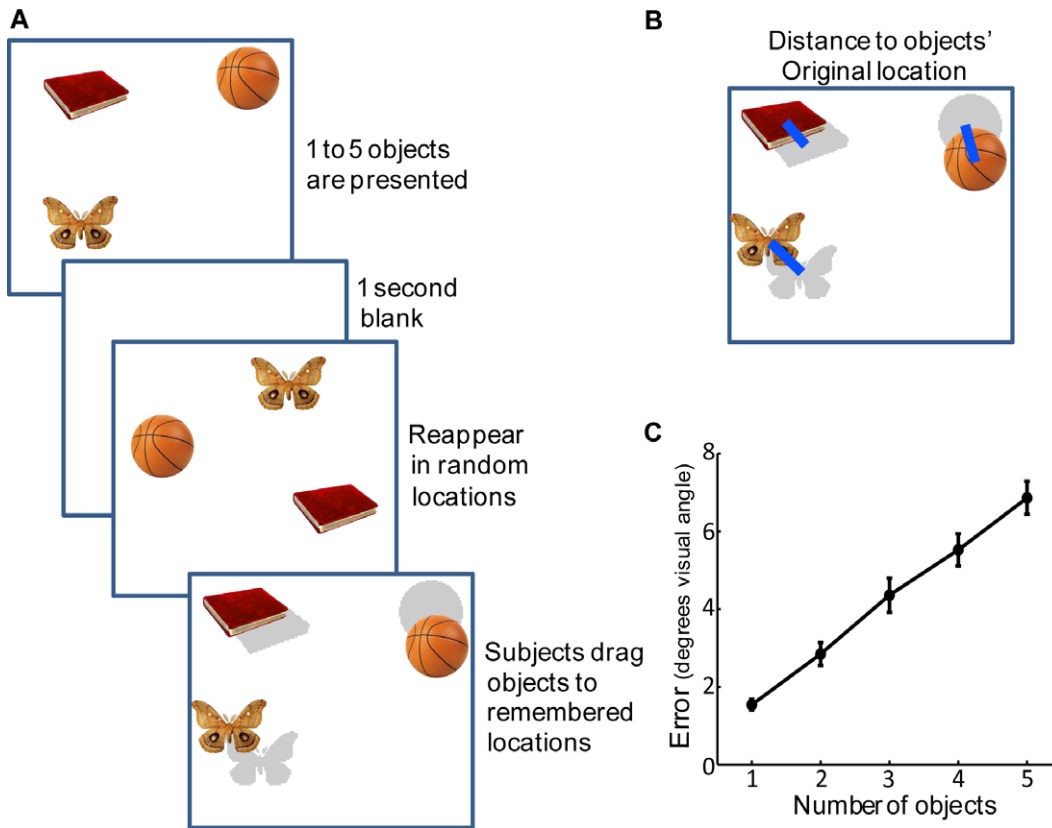 A
1 to 5 objects
are presented
1 second
blank
Reappear
in random
locations
Subjects drag
objects to
remembered
locations
B
Distance to objects’
Original location
C
Error (degrees visual angle)
8
6
4
2
0
1 2 3 4 5
Number of objects